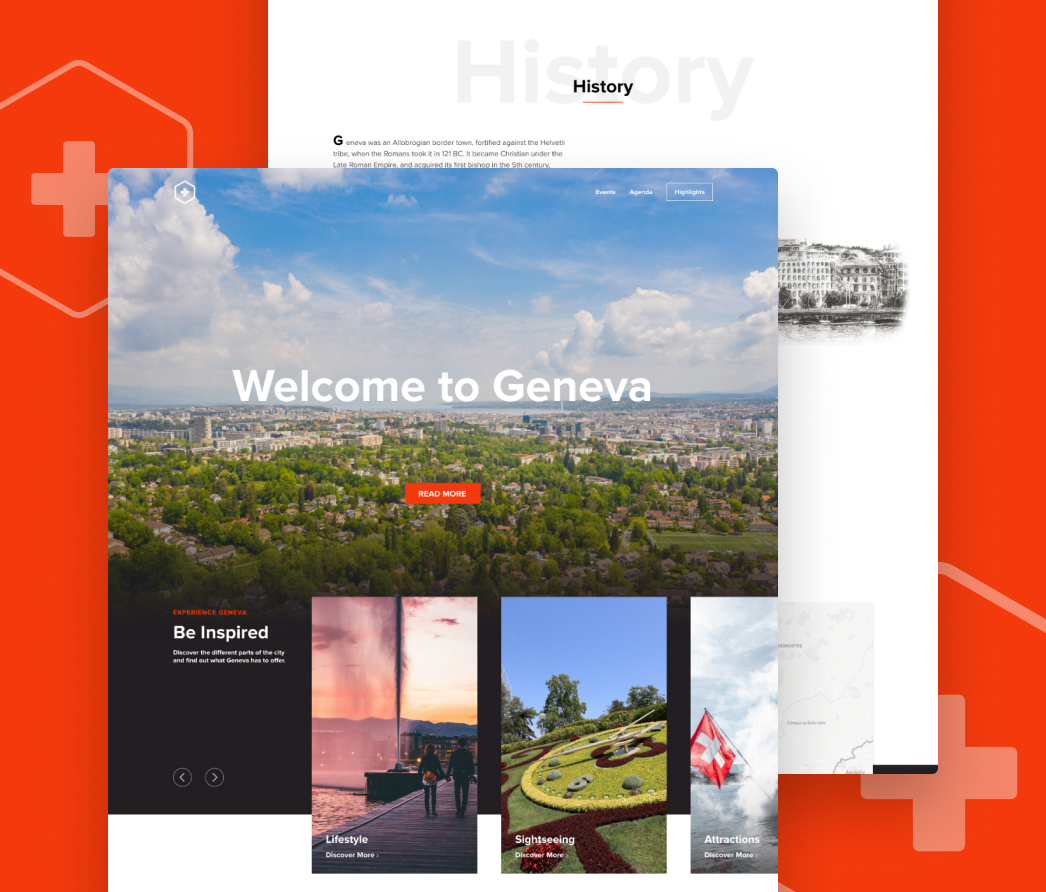 History
History
Geneva was an Allobrogian border town, fortified against the Helvetii
tribe, when the Romans took it in 121 BC. It became Christian under the
Late Roman Empire, and acquired its first bishop in the 5th century,
Events
Agenda
Highlights
Welcome to Geneva
READ MORE
EXPERIENCE GENEVA
Be Inspired
Discover the different parts of the city
and find out what Geneva has to offer.
Lifestyle
Discover More ›
Sightseeing
Discover More ›
Attractions
Discover More ›